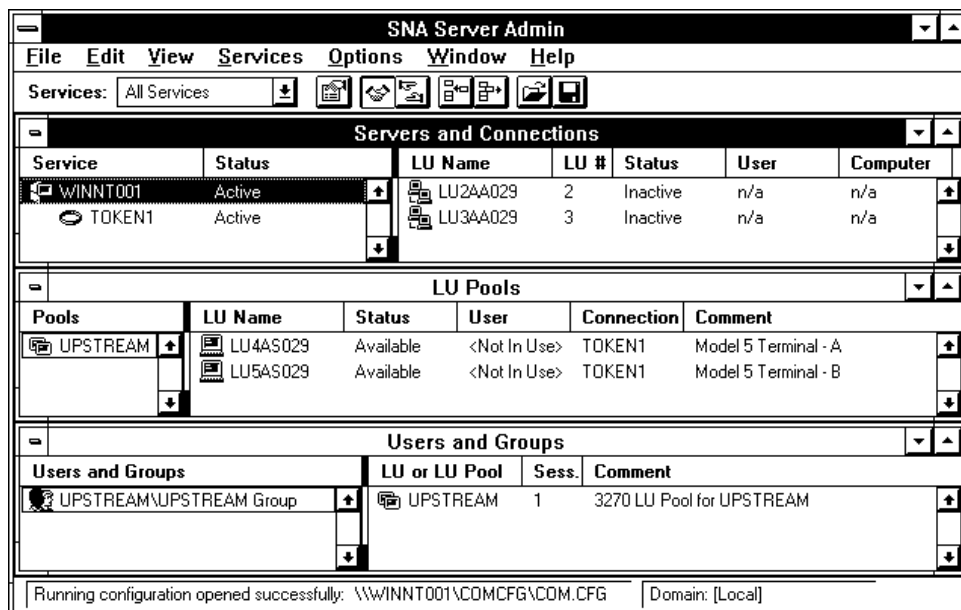 SNA Server Admin
File Edit View Services Options Window Help
Services: All Services
Servers and Connections
Service Status LU Name LU # Status User Computer
WINNT001 Active LU2AA029 2 Inactive n/a n/a
TOKEN1 Active LU3AA029 3 Inactive n/a n/a
LU Pools
Pools LU Name Status User Connection Comment
UPSTREAM LU4AS029 Available <Not In Use> TOKEN1 Model 5 Terminal - A
LU5AS029 Available <Not In Use> TOKEN1 Model 5 Terminal - B
Users and Groups
Users and Groups LU or LU Pool Sess. Comment
UPSTREAM\UPSTREAM Group UPSTREAM 1 3270 LU Pool for UPSTREAM
Running configuration opened successfully: \\WINNT001\COMCFG\COM.CFG Domain: [Local]